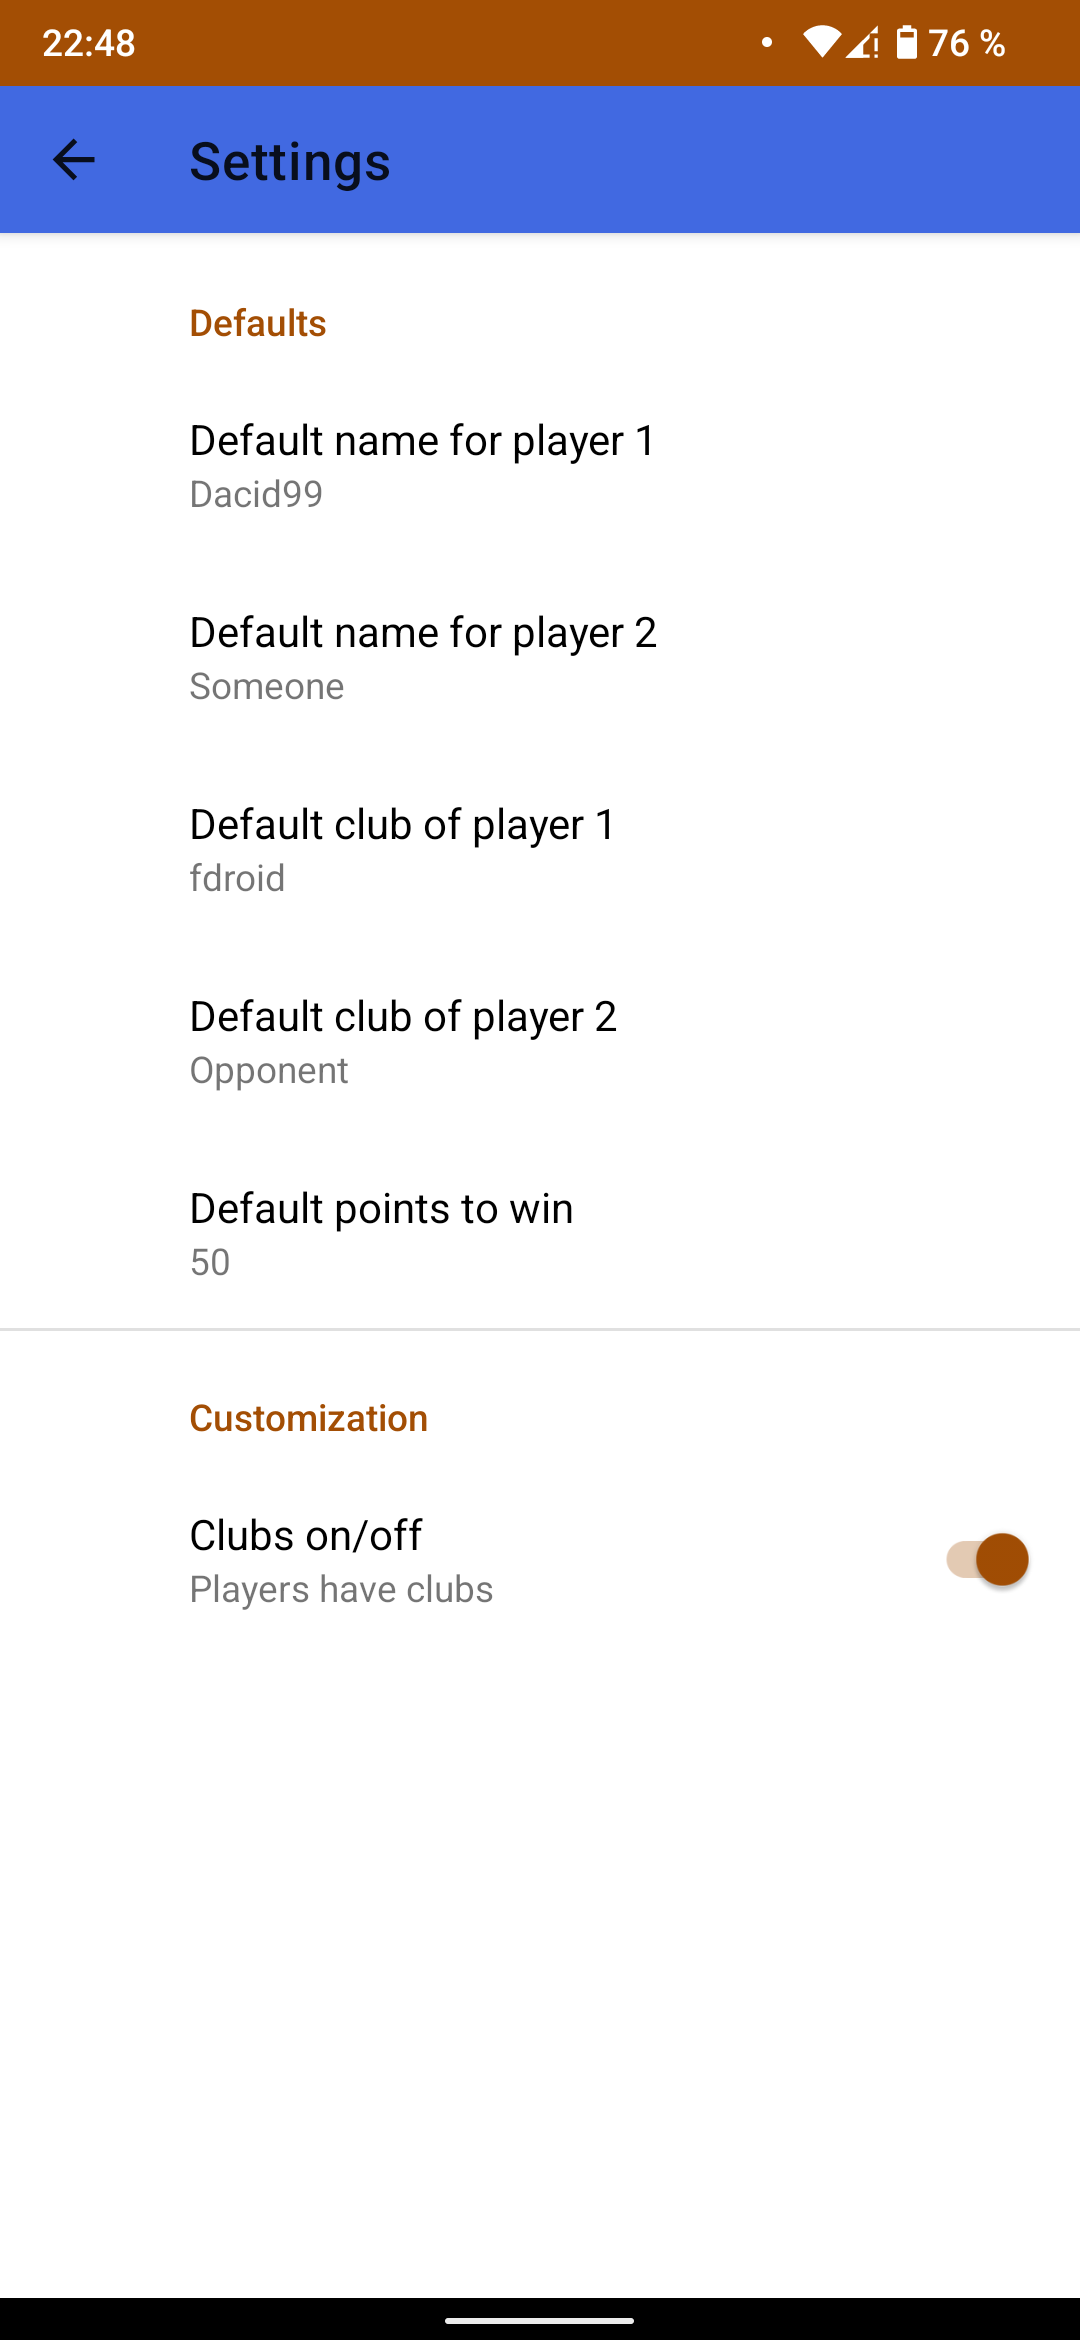 22:48
76 %
Settings
Defaults
Default name for player 1
Dacid99
Default name for player 2
Someone
Default club of player 1
fdroid
Default club of player 2
Opponent
Default points to win
50
Customization
Clubs on/off
Players have clubs